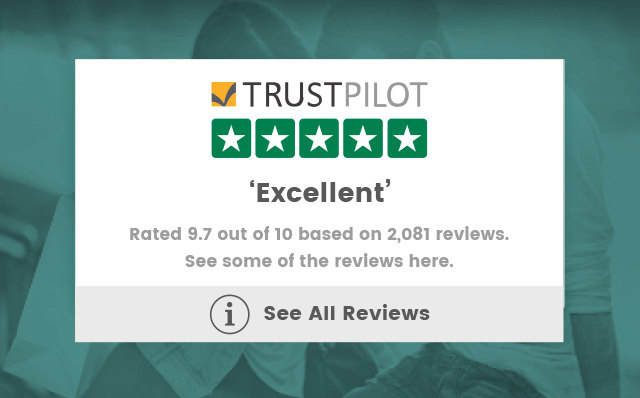 TRUSTPILOT
‘Excellent’
Rated 9.7 out of 10 based on 2,081 reviews.
See some of the reviews here.
i See All Reviews